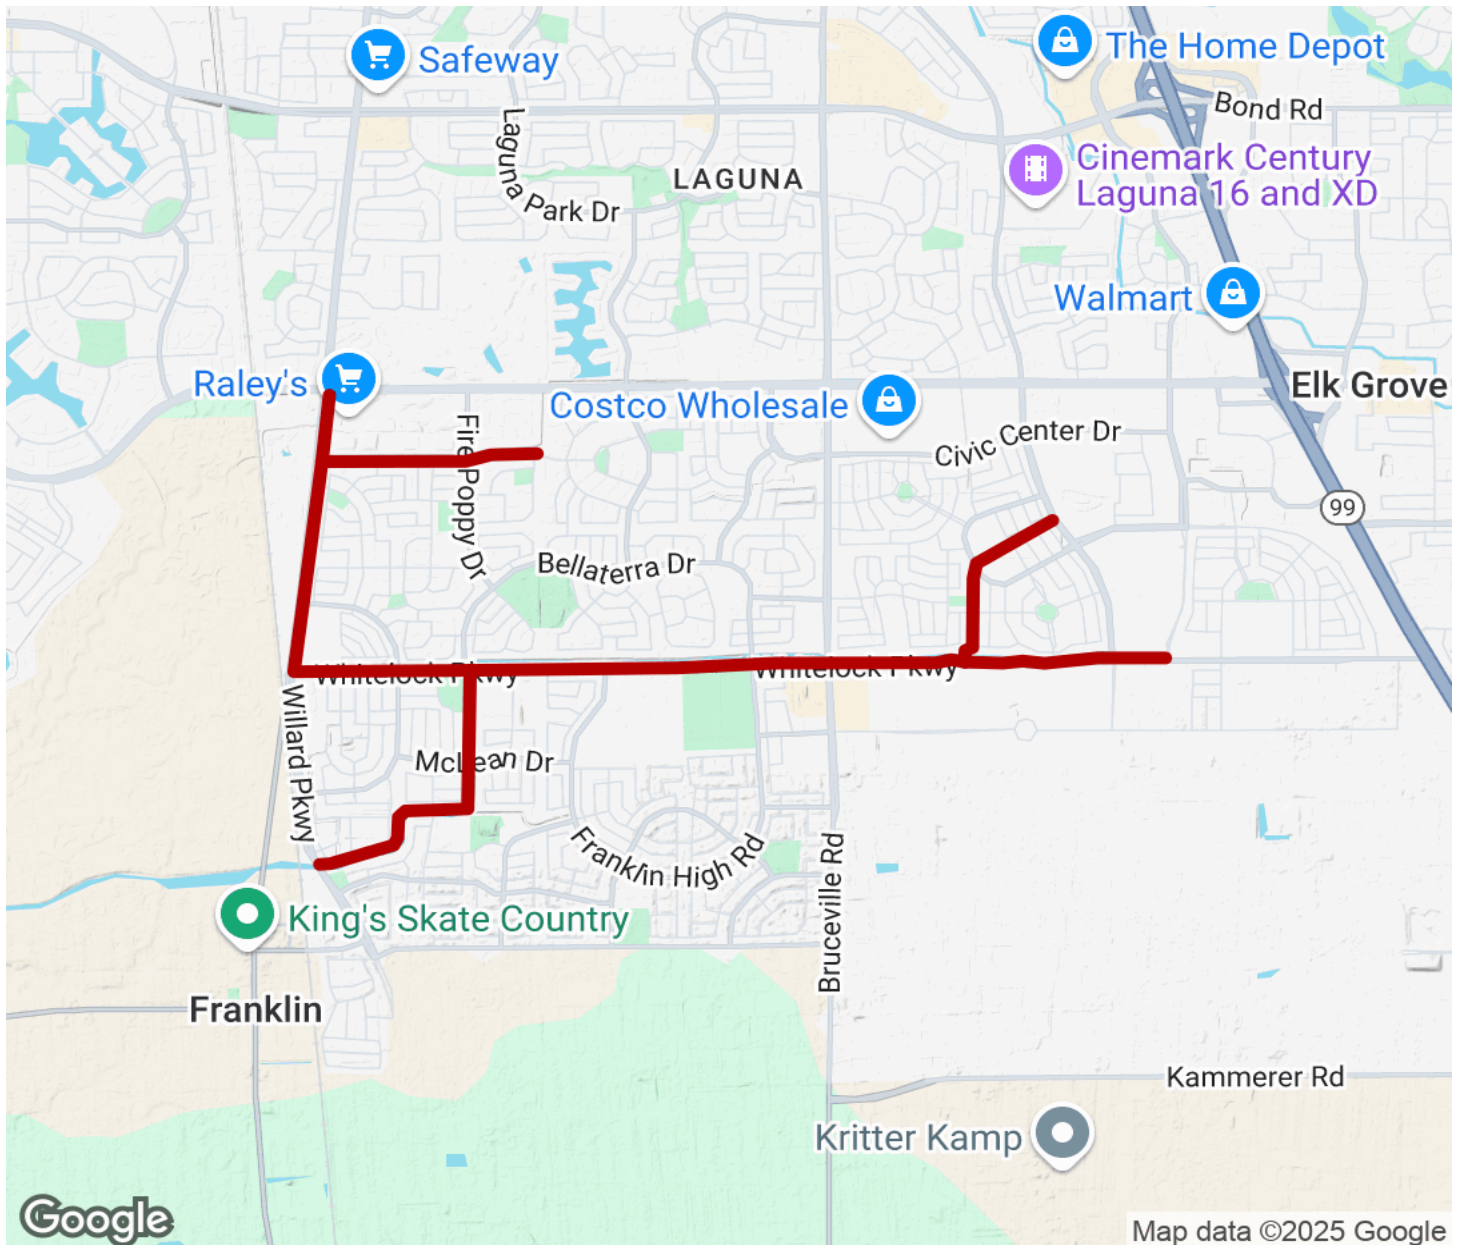 Safeway
The Home Depot
Bond Rd
Laguna Park Dr
LAGUNA
Cinemark Century
Laguna 16 and XD
Walmart
Raley's
Elk Grove
Costco Wholesale
Fire Poppy Dr
Civic Center Dr
99
Bellaterra Dr
Whitelock Pkwy
Whitelock Pkwy
Willard Pkwy
McLean Dr
Franklin High Rd
Bruceville Rd
King's Skate Country
Franklin
Kammerer Rd
Kritter Kamp
Google
Map data ©2025 Google